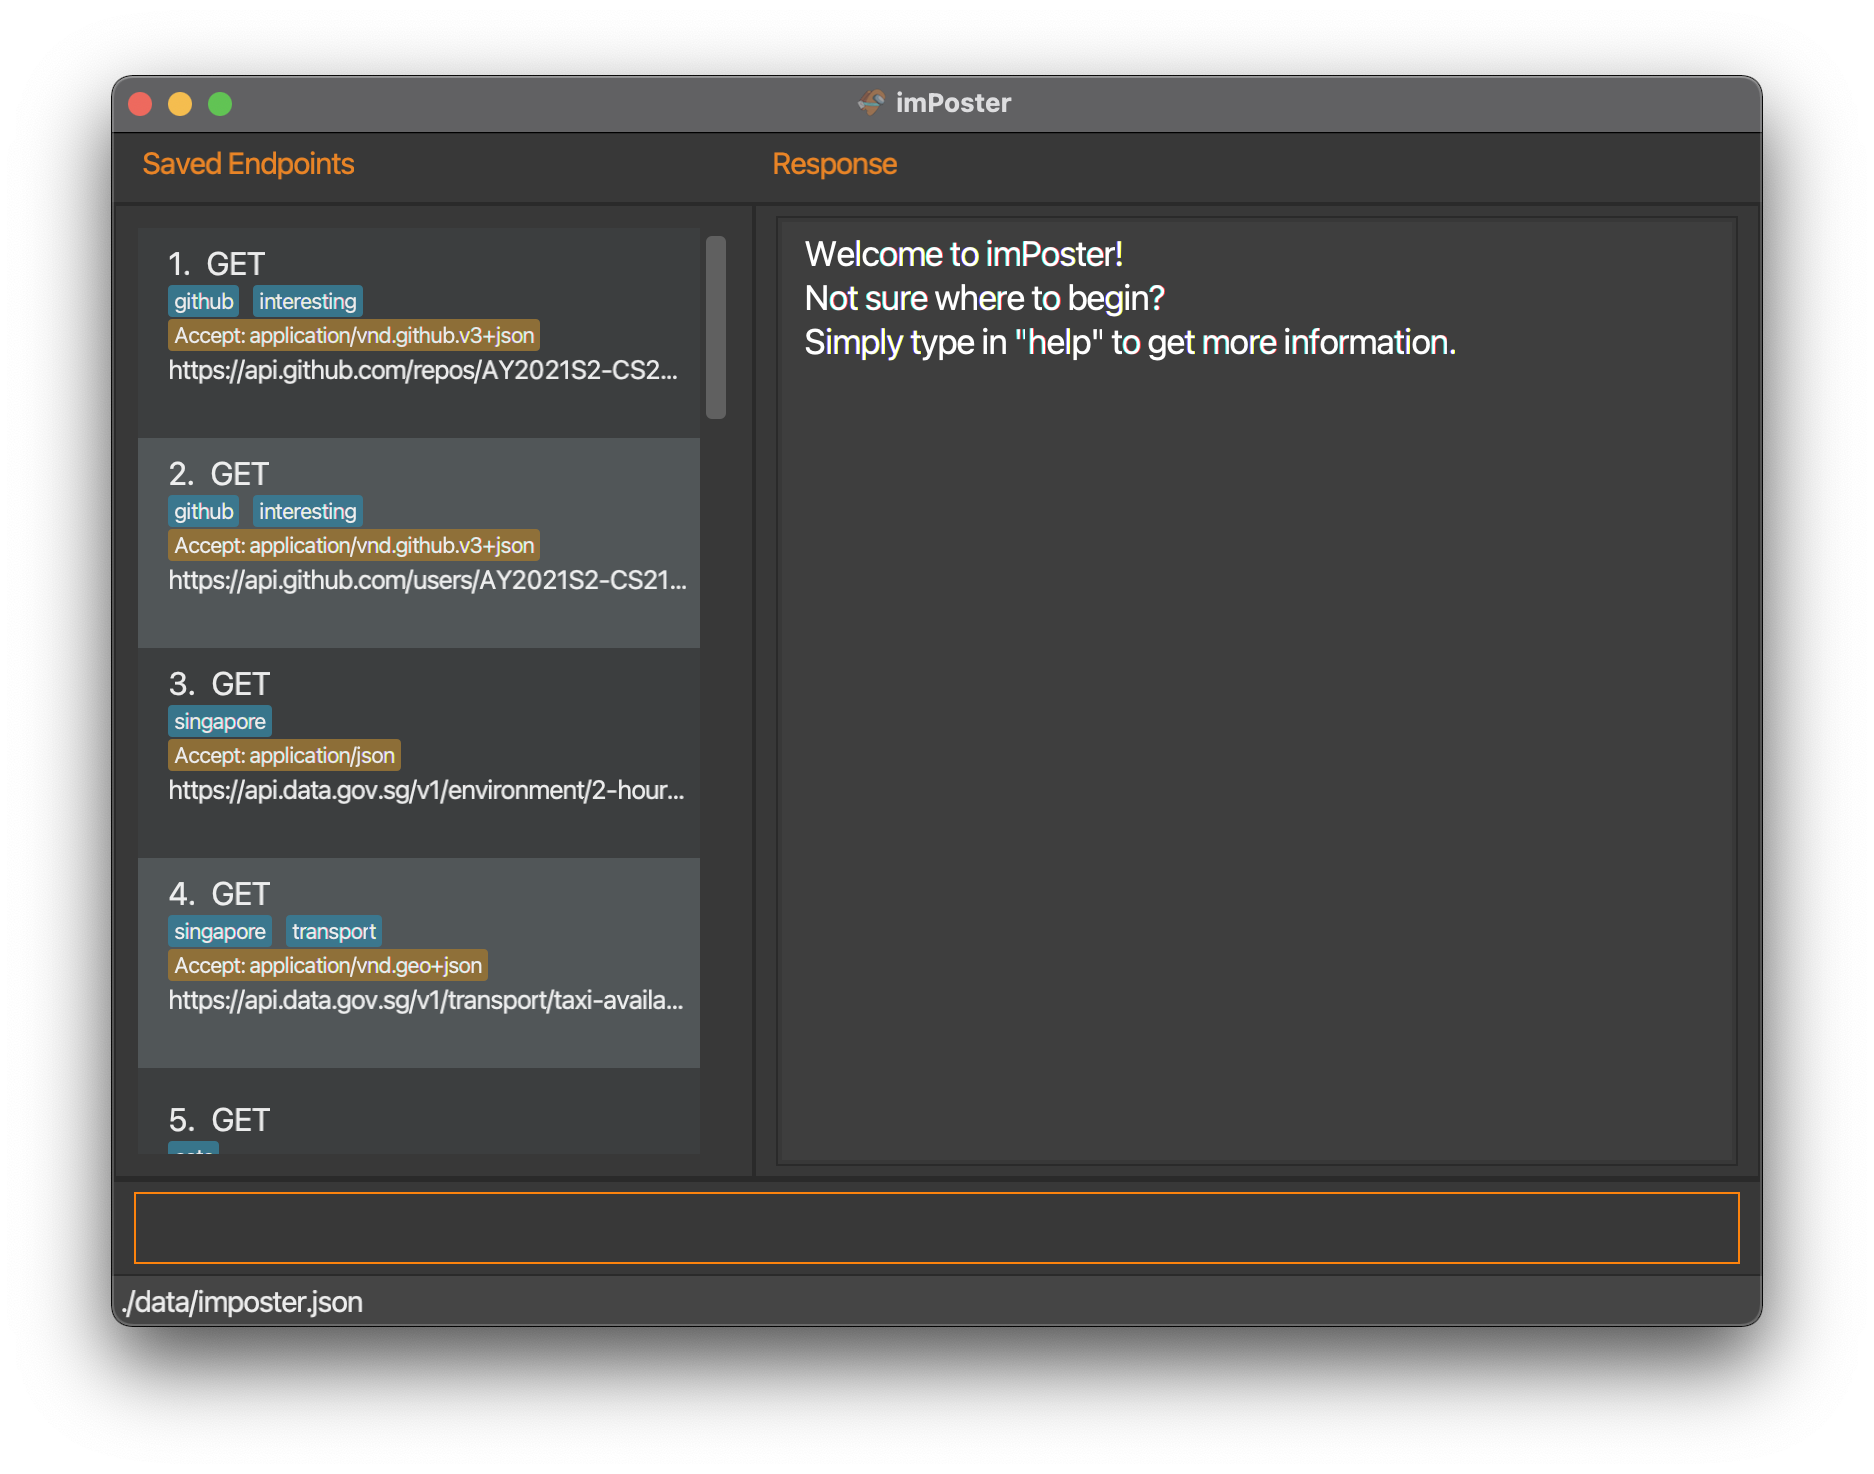 imPoster
Saved Endpoints
Response
1. GET
github interesting
Accept: application/vnd.github.v3+json
https://api.github.com/repos/AY2021S2-CS2...
2. GET
github interesting
Accept: application/vnd.github.v3+json
https://api.github.com/users/AY2021S2-CS21...
3. GET
singapore
Accept: application/json
https://api.data.gov.sg/v1/environment/2-hour...
4. GET
singapore transport
Accept: application/vnd.geo+json
https://api.data.gov.sg/v1/transport/taxi-availa...
5. GET
Welcome to imPoster!
Not sure where to begin?
Simply type in "help" to get more information.
./data/imposter.json